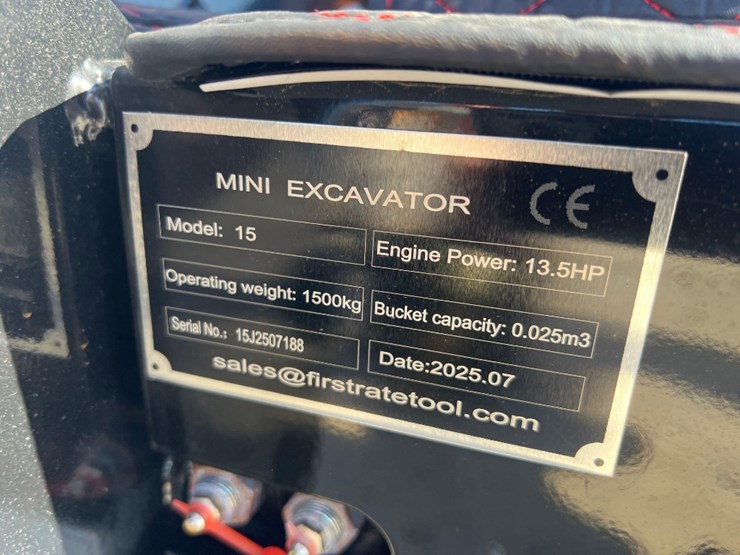 MINI EXCAVATOR CE
Model: 15
Engine Power: 13.5HP
Operating weight: 1500kg
Bucket capacity: 0.025m3
Serial No.: 15J2507188
Date:2025.07
sales@firstratetool.com